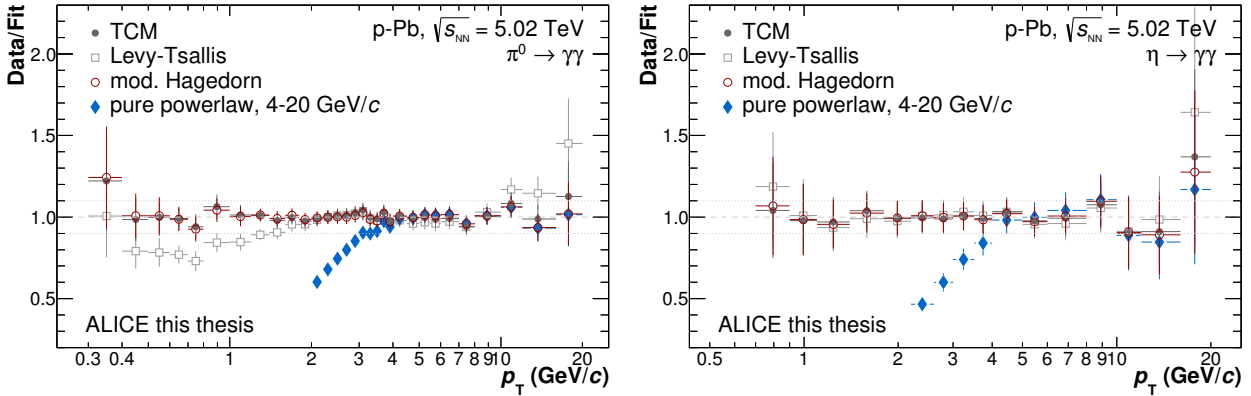 Data/Fit
2.0
1.5
1.0
0.5
TCM
Levy-Tsallis
mod. Hagedorn
pure powerlaw, 4-20 GeV/c
p-Pb, √sNN = 5.02 TeV
π0 → γγ
ALICE this thesis
0.3 0.4 1 2 3 4 5 6 7 8 9 10 20
pT (GeV/c)
Data/Fit
2.0
1.5
1.0
0.5
TCM
Levy-Tsallis
mod. Hagedorn
pure powerlaw, 4-20 GeV/c
p-Pb, √sNN = 5.02 TeV
η → γγ
ALICE this thesis
0.5 1 2 3 4 5 6 7 8 9 10 20
pT (GeV/c)